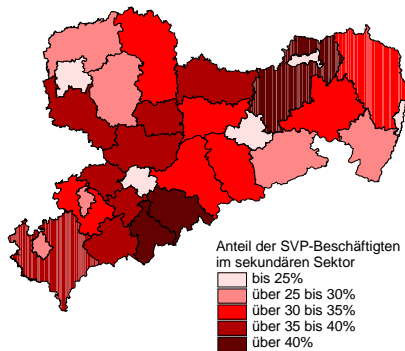 Anteil der SVP-Beschäftigten
im sekundären Sektor
bis 25%
über 25 bis 30%
über 30 bis 35%
über 35 bis 40%
über 40%